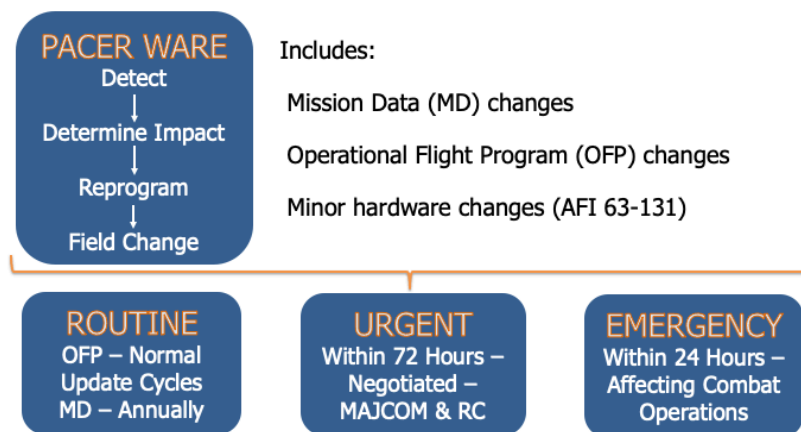 PACER WARE
Detect
Determine Impact
Reprogram
Field Change
Includes:
Mission Data (MD) changes
Operational Flight Program (OFP) changes
Minor hardware changes (AFI 63-131)
ROUTINE
OFP – Normal
Update Cycles
MD – Annually
URGENT
Within 72 Hours –
Negotiated –
MAJCOM & RC
EMERGENCY
Within 24 Hours –
Affecting Combat
Operations